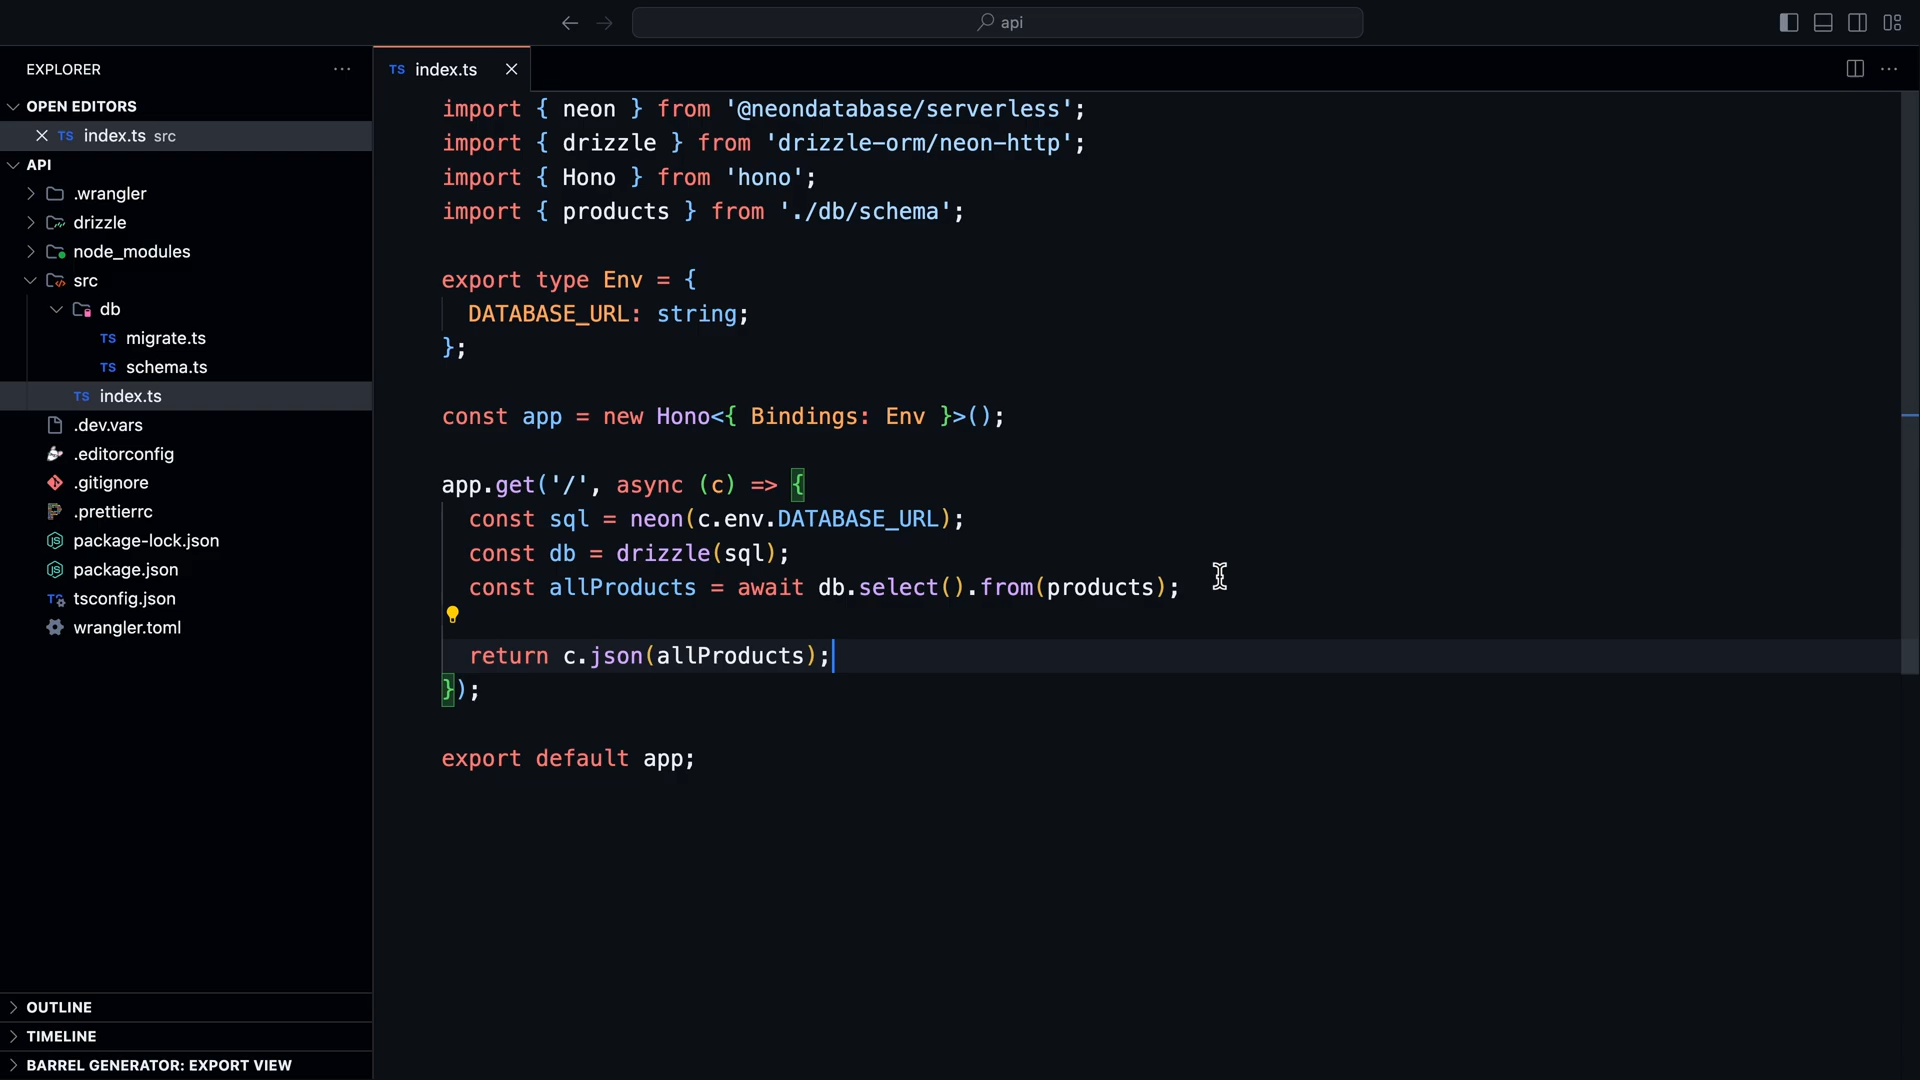 api
EXPLORER
OPEN EDITORS
TS index.ts src
API
.wrangler
drizzle
node_modules
src
db
TS migrate.ts
TS schema.ts
TS index.ts
.dev.vars
.editorconfig
.gitignore
.prettierrc
package-lock.json
package.json
tsconfig.json
wrangler.toml
OUTLINE
TIMELINE
BARREL GENERATOR: EXPORT VIEW
TS index.ts
import { neon } from '@neondatabase/serverless';
import { drizzle } from 'drizzle-orm/neon-http';
import { Hono } from 'hono';
import { products } from './db/schema';
export type Env = {
DATABASE_URL: string;
};
const app = new Hono<{ Bindings: Env }>();
app.get('/', async (c) => {
const sql = neon(c.env.DATABASE_URL);
const db = drizzle(sql);
const allProducts = await db.select().from(products);
return c.json(allProducts);
});
export default app;